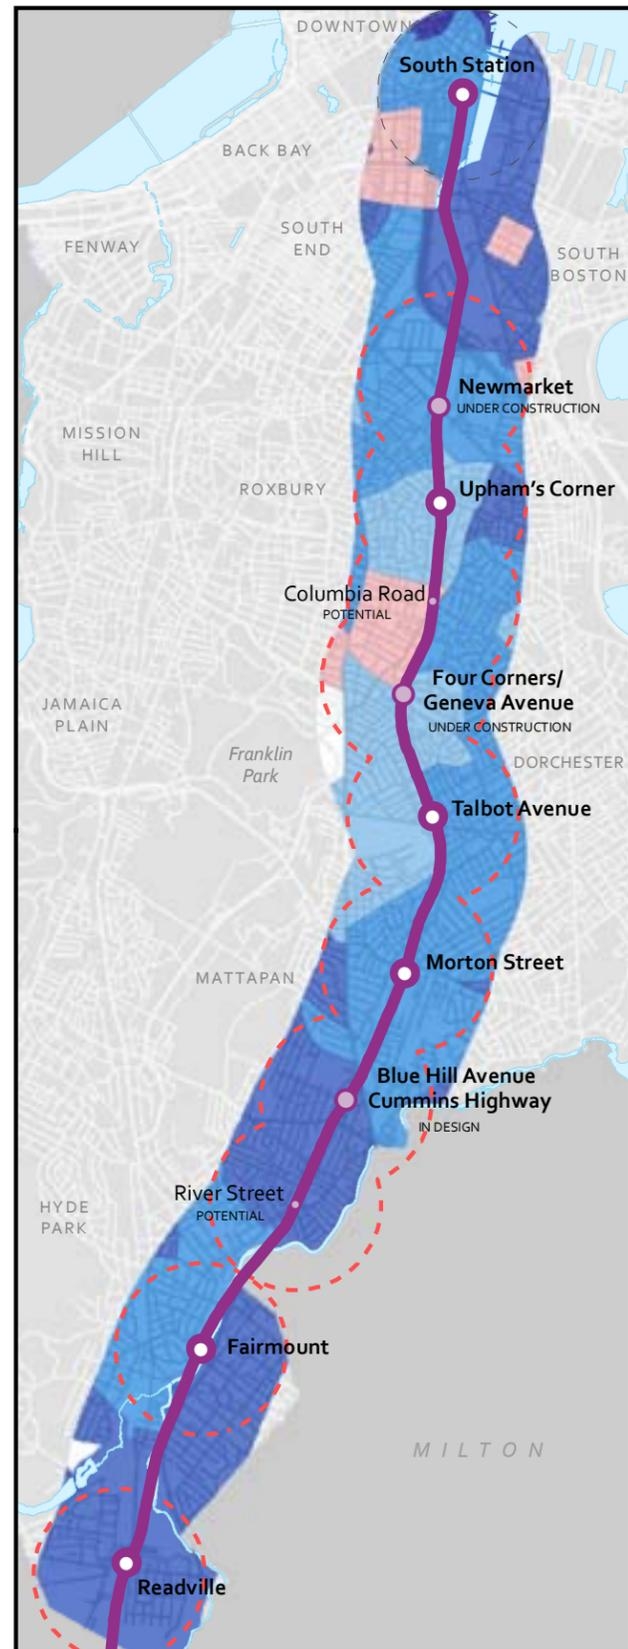 DOWNTOWN
South Station
BACK BAY
SOUTH
END
FENWAY
SOUTH
BOSTON
Newmarket
UNDER CONSTRUCTION
MISSION
HILL
ROXBURY
Upham's Corner
Columbia Road
POTENTIAL
Four Corners/
Geneva Avenue
UNDER CONSTRUCTION
JAMAICA
PLAIN
Franklin
Park
DORCHESTER
Talbot Avenue
Morton Street
MATTAPAN
Blue Hill Avenue
Cummins Highway
IN DESIGN
River Street
POTENTIAL
HYDE
PARK
Fairmount
MILTON
Readville